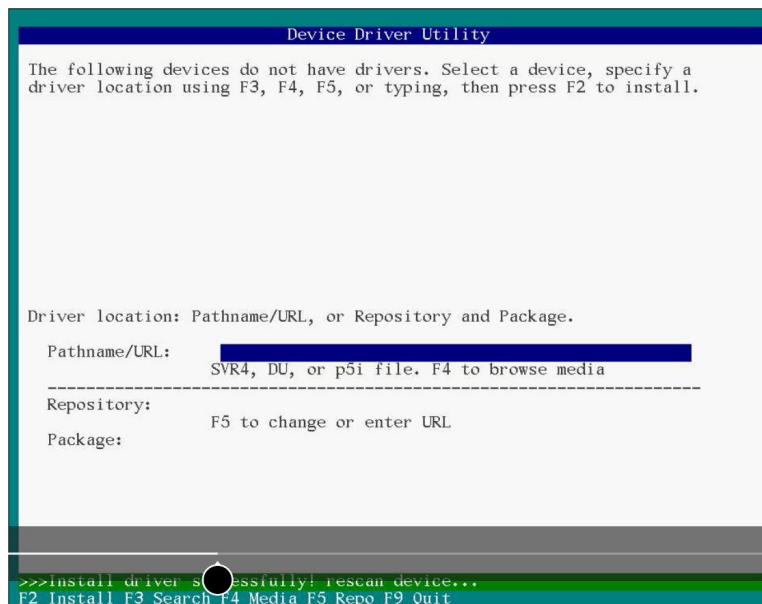 Device Driver Utility
The following devices do not have drivers. Select a device, specify a
driver location using F3, F4, F5, or typing, then press F2 to install.
Driver location: Pathname/URL, or Repository and Package.
Pathname/URL:
SVR4, DU, or p5i file. F4 to browse media
Repository:
F5 to change or enter URL
Package:
>>>Install driver s essfully! rescan device...
F2 Install F3 Search F4 Media F5 Repo F9 Quit